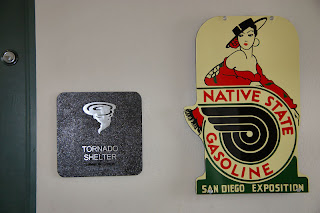 TORNADO
SHELTER
NATIVE STATE
GASOLINE
SAN DIEGO EXPOSITION